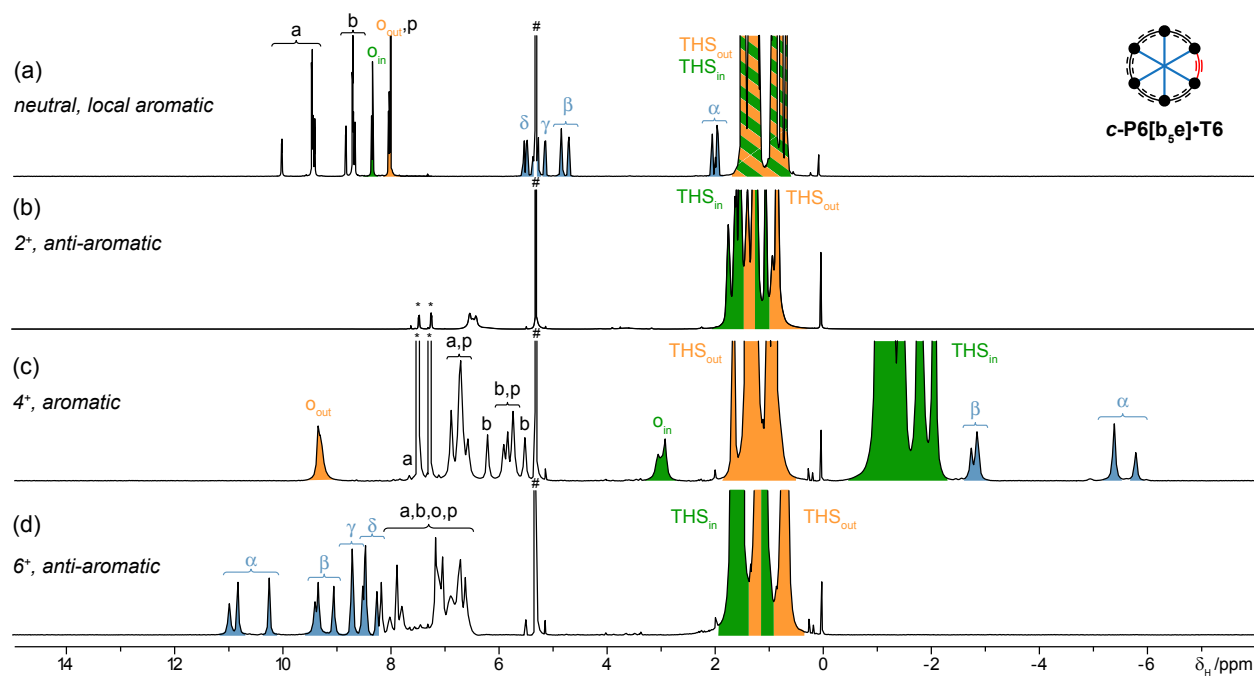 (a)
neutral, local aromatic
a
b
o_out,p
o_in
#
δ
γ
β
α
THS_out
THS_in
c-P6[b₅e]•T6
(b)
2⁺, anti-aromatic
*
*
#
THS_in
THS_out
(c)
4⁺, aromatic
o_out
*
*
a
a,p
b
b,p
b
#
o_in
THS_out
THS_in
β
α
(d)
6⁺, anti-aromatic
α
β
γ
δ
a,b,o,p
#
THS_in
THS_out
14 12 10 8 6 4 2 0 -2 -4 -6 δ_H /ppm